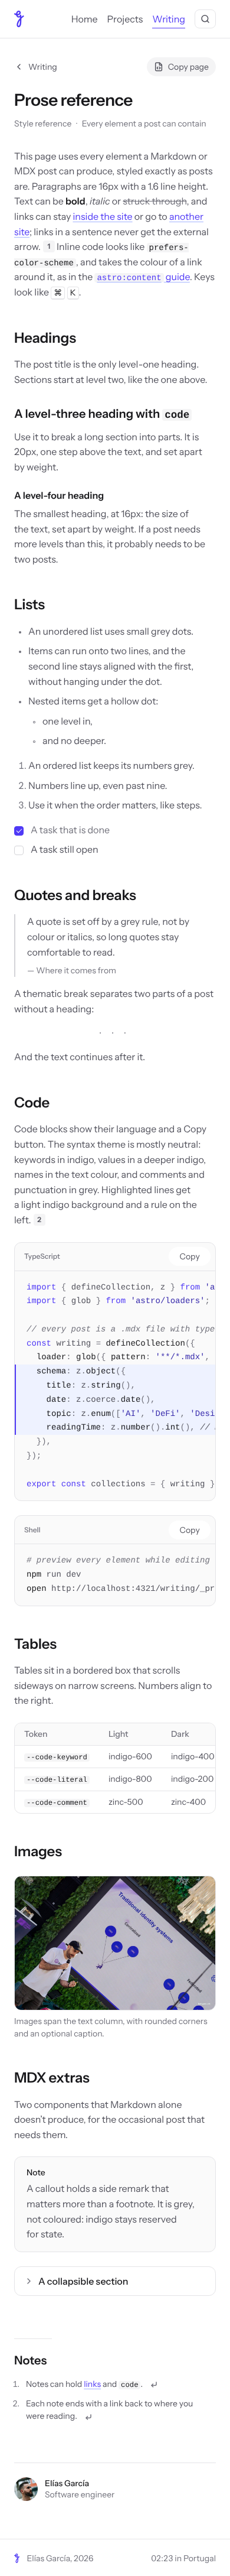 Home Projects Writing
Writing Copy page
Prose reference
Style reference · Every element a post can contain
This page uses every element a Markdown or
MDX post can produce, styled exactly as posts
are. Paragraphs are 16px with a 1.6 line height.
Text can be bold, italic or struck through, and
links can stay inside the site or go to another
site; links in a sentence never get the external
arrow. 1 Inline code looks like prefers-
color-scheme, and takes the colour of a link
around it, as in the astro:content guide. Keys
look like ⌘ K.
Headings
The post title is the only level-one heading.
Sections start at level two, like the one above.
A level-three heading with code
Use it to break a long section into parts. It is
20px, one step above the text, and set apart
by weight.
A level-four heading
The smallest heading, at 16px: the size of
the text, set apart by weight. If a post needs
more levels than this, it probably needs to be
two posts.
Lists
• An unordered list uses small grey dots.
• Items can run onto two lines, and the
second line stays aligned with the first,
without hanging under the dot.
• Nested items get a hollow dot:
◦ one level in,
◦ and no deeper.
1. An ordered list keeps its numbers grey.
2. Numbers line up, even past nine.
3. Use it when the order matters, like steps.
A task that is done
A task still open
Quotes and breaks
A quote is set off by a grey rule, not by
colour or italics, so long quotes stay
comfortable to read.
— Where it comes from
A thematic break separates two parts of a post
without a heading:
· · ·
And the text continues after it.
Code
Code blocks show their language and a Copy
button. The syntax theme is mostly neutral:
keywords in indigo, values in a deeper indigo,
names in the text colour, and comments and
punctuation in grey. Highlighted lines get
a light indigo background and a rule on the
left. 2
TypeScript Copy
import { defineCollection, z } from 'a
import { glob } from 'astro/loaders';
// every post is a .mdx file with type
const writing = defineCollection({
loader: glob({ pattern: '**/*.mdx',
schema: z.object({
title: z.string(),
date: z.coerce.date(),
topic: z.enum(['AI', 'DeFi', 'Desi
readingTime: z.number().int(), //
}),
});
export const collections = { writing }
Shell Copy
# preview every element while editing
npm run dev
open http://localhost:4321/writing/_pr
Tables
Tables sit in a bordered box that scrolls
sideways on narrow screens. Numbers align to
the right.
Token Light Dark
--code-keyword indigo-600 indigo-400
--code-literal indigo-800 indigo-200
--code-comment zinc-500 zinc-400
Images
Traditional identity systems
Images span the text column, with rounded corners
and an optional caption.
MDX extras
Two components that Markdown alone
doesn't produce, for the occasional post that
needs them.
Note
A callout holds a side remark that
matters more than a footnote. It is grey,
not coloured: indigo stays reserved
for state.
A collapsible section
Notes
1. Notes can hold links and code. ↵
2. Each note ends with a link back to where you
were reading. ↵
Elías García
Software engineer
Elías García, 2026 02:23 in Portugal